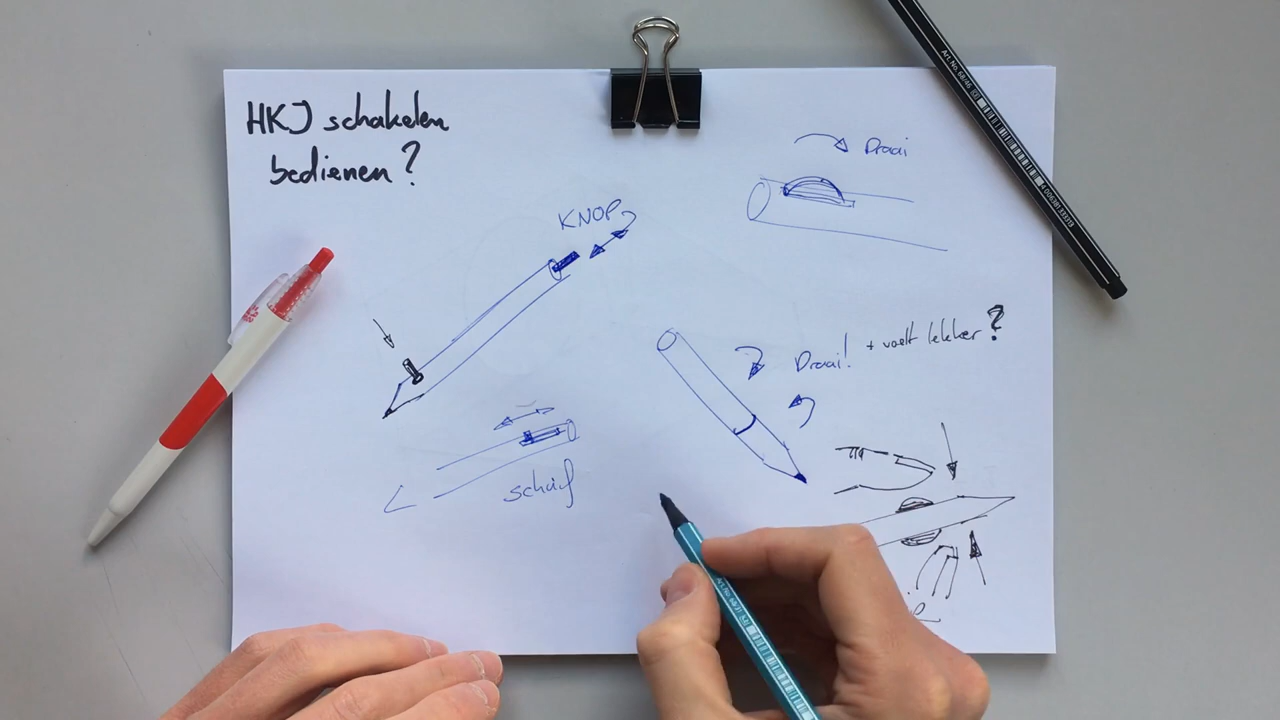 HKJ schakelen
bedienen?
Draai
KNOP
Draai! + voelt lekker?
schuif